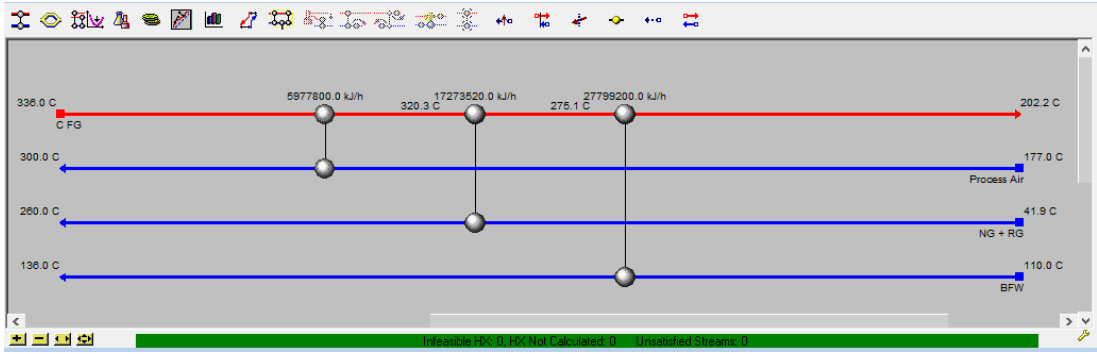 5977800.0 kJ/h 17273520.0 kJ/h 27799200.0 kJ/h
336.0 C 320.3 C 275.1 C 202.2 C
C FG
300.0 C 177.0 C
Process Air
260.0 C 41.9 C
NG + RG
136.0 C 110.0 C
BFW
Infeasible HX: 0, HX Not Calculated: 0 Unsatisfied Streams: 0